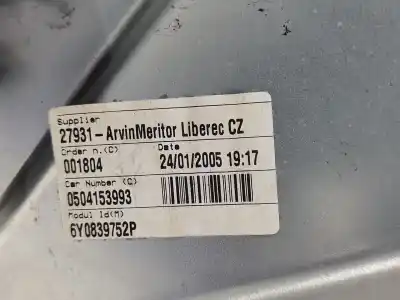 Supplier
27931-ArvinMeritor Liberec CZ
Order n.(C) Date
001804 24/01/2005 19:17
Car Number (C)
0504153993
Modul Id(M)
6Y0839752P